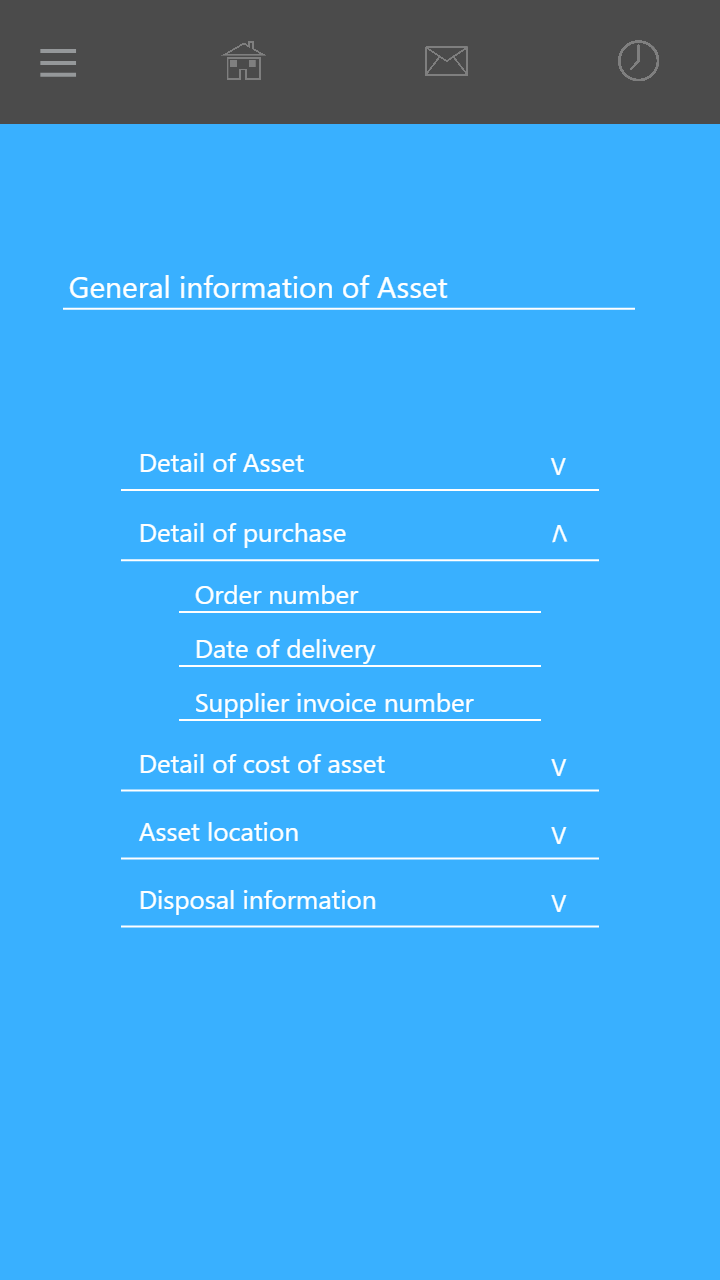 General information of Asset
Detail of Asset V
Detail of purchase Λ
Order number
Date of delivery
Supplier invoice number
Detail of cost of asset V
Asset location V
Disposal information V